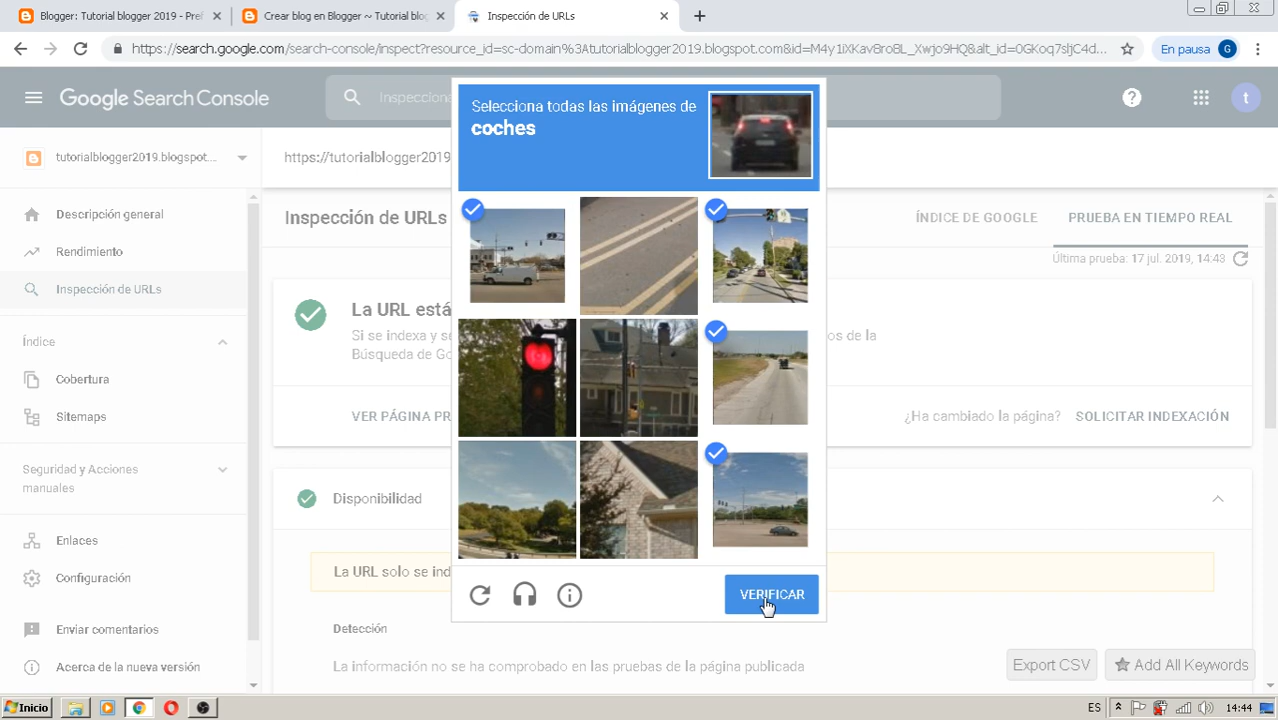 Blogger: Tutorial blogger 2019 - Pre
Crear blog en Blogger ~ Tutorial blog
Inspección de URLs
https://search.google.com/search-console/inspect?resource_id=sc-domain%3Atutorialblogger2019.blogspot.com&id=M4y1iXKav8ro8L_Xwjo9HQ&alt_id=0GKoq7sljC4d...
En pausa
G
Google Search Console
Inspecciona
t
Selecciona todas las imágenes de
coches
tutorialblogger2019.blogspot....
https://tutorialblogger2019
Descripción general
Rendimiento
Inspección de URLs
Índice
Cobertura
Sitemaps
Seguridad y Acciones
manuales
Enlaces
Configuración
Enviar comentarios
Acerca de la nueva versión
Inspección de URLs
ÍNDICE DE GOOGLE
PRUEBA EN TIEMPO REAL
Última prueba: 17 jul. 2019, 14:43
La URL está
Si se indexa y se
os de la
Búsqueda de Go
VER PÁGINA PR
¿Ha cambiado la página?
SOLICITAR INDEXACIÓN
Disponibilidad
La URL solo se ind
Detección
La información no se ha comprobado en las pruebas de la página publicada
VERIFICAR
Export CSV
Add All Keywords
Inicio
ES
14:44